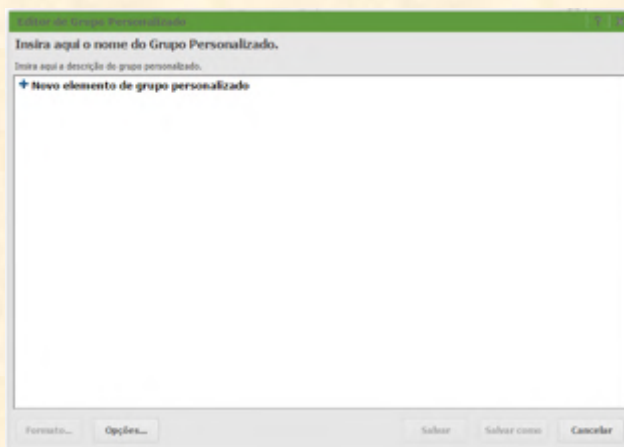 Editor de Grupo Personalizado
Insira aqui o nome do Grupo Personalizado.
Insira aqui a descrição do grupo personalizado.
+ Novo elemento de grupo personalizado
Formato... Opções... Salvar Salvar como Cancelar